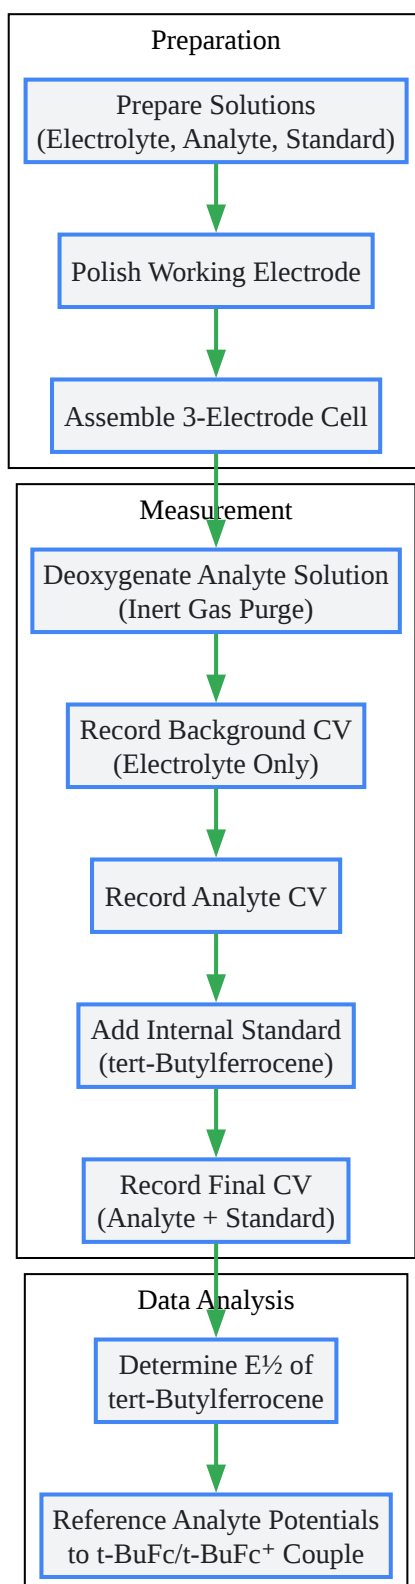 Preparation
Prepare Solutions
(Electrolyte, Analyte, Standard)
Polish Working Electrode
Assemble 3-Electrode Cell
Measurement
Deoxygenate Analyte Solution
(Inert Gas Purge)
Record Background CV
(Electrolyte Only)
Record Analyte CV
Add Internal Standard
(tert-Butylferrocene)
Record Final CV
(Analyte + Standard)
Data Analysis
Determine E½ of
tert-Butylferrocene
Reference Analyte Potentials
to t-BuFc/t-BuFc⁺ Couple